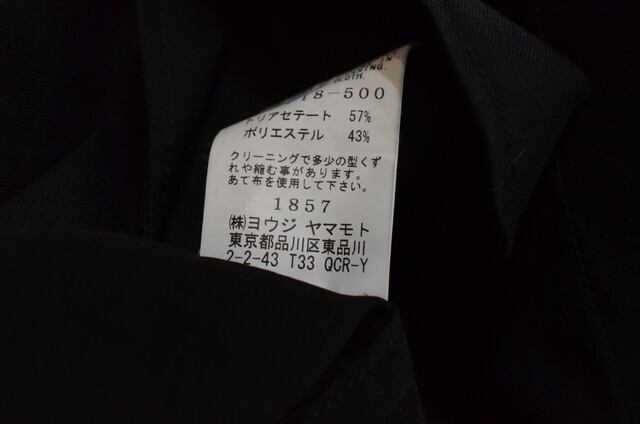 NING.
CLOTH.
18-500
トリアセテート 57%
ポリエステル 43%
クリーニングで多少の型くず
れや縮む事があります。
あて布を使用して下さい。
1857
(株)ヨウジ ヤマモト
東京都品川区東品川
2-2-43 T33 QCR-Y